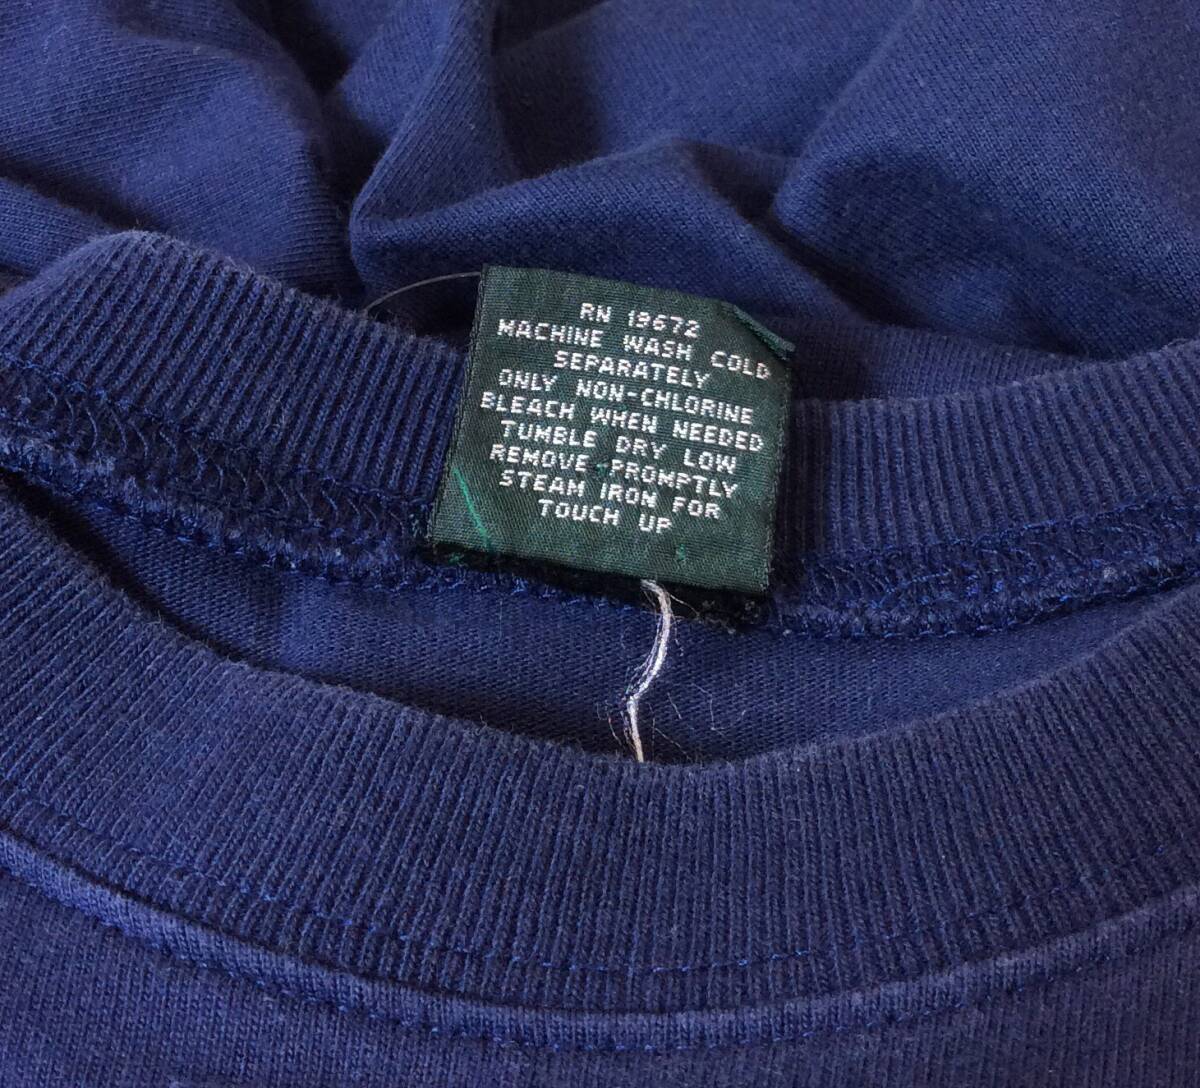 RN 19672
MACHINE WASH COLD
SEPARATELY
ONLY NON-CHLORINE
BLEACH WHEN NEEDED
TUMBLE DRY LOW
REMOVE PROMPTLY
STEAM IRON FOR
TOUCH UP